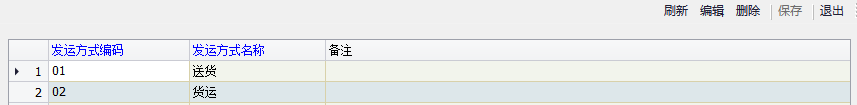 刷新 编辑 删除 保存 退出
发运方式编码 发运方式名称 备注
1 01 送货
2 02 货运